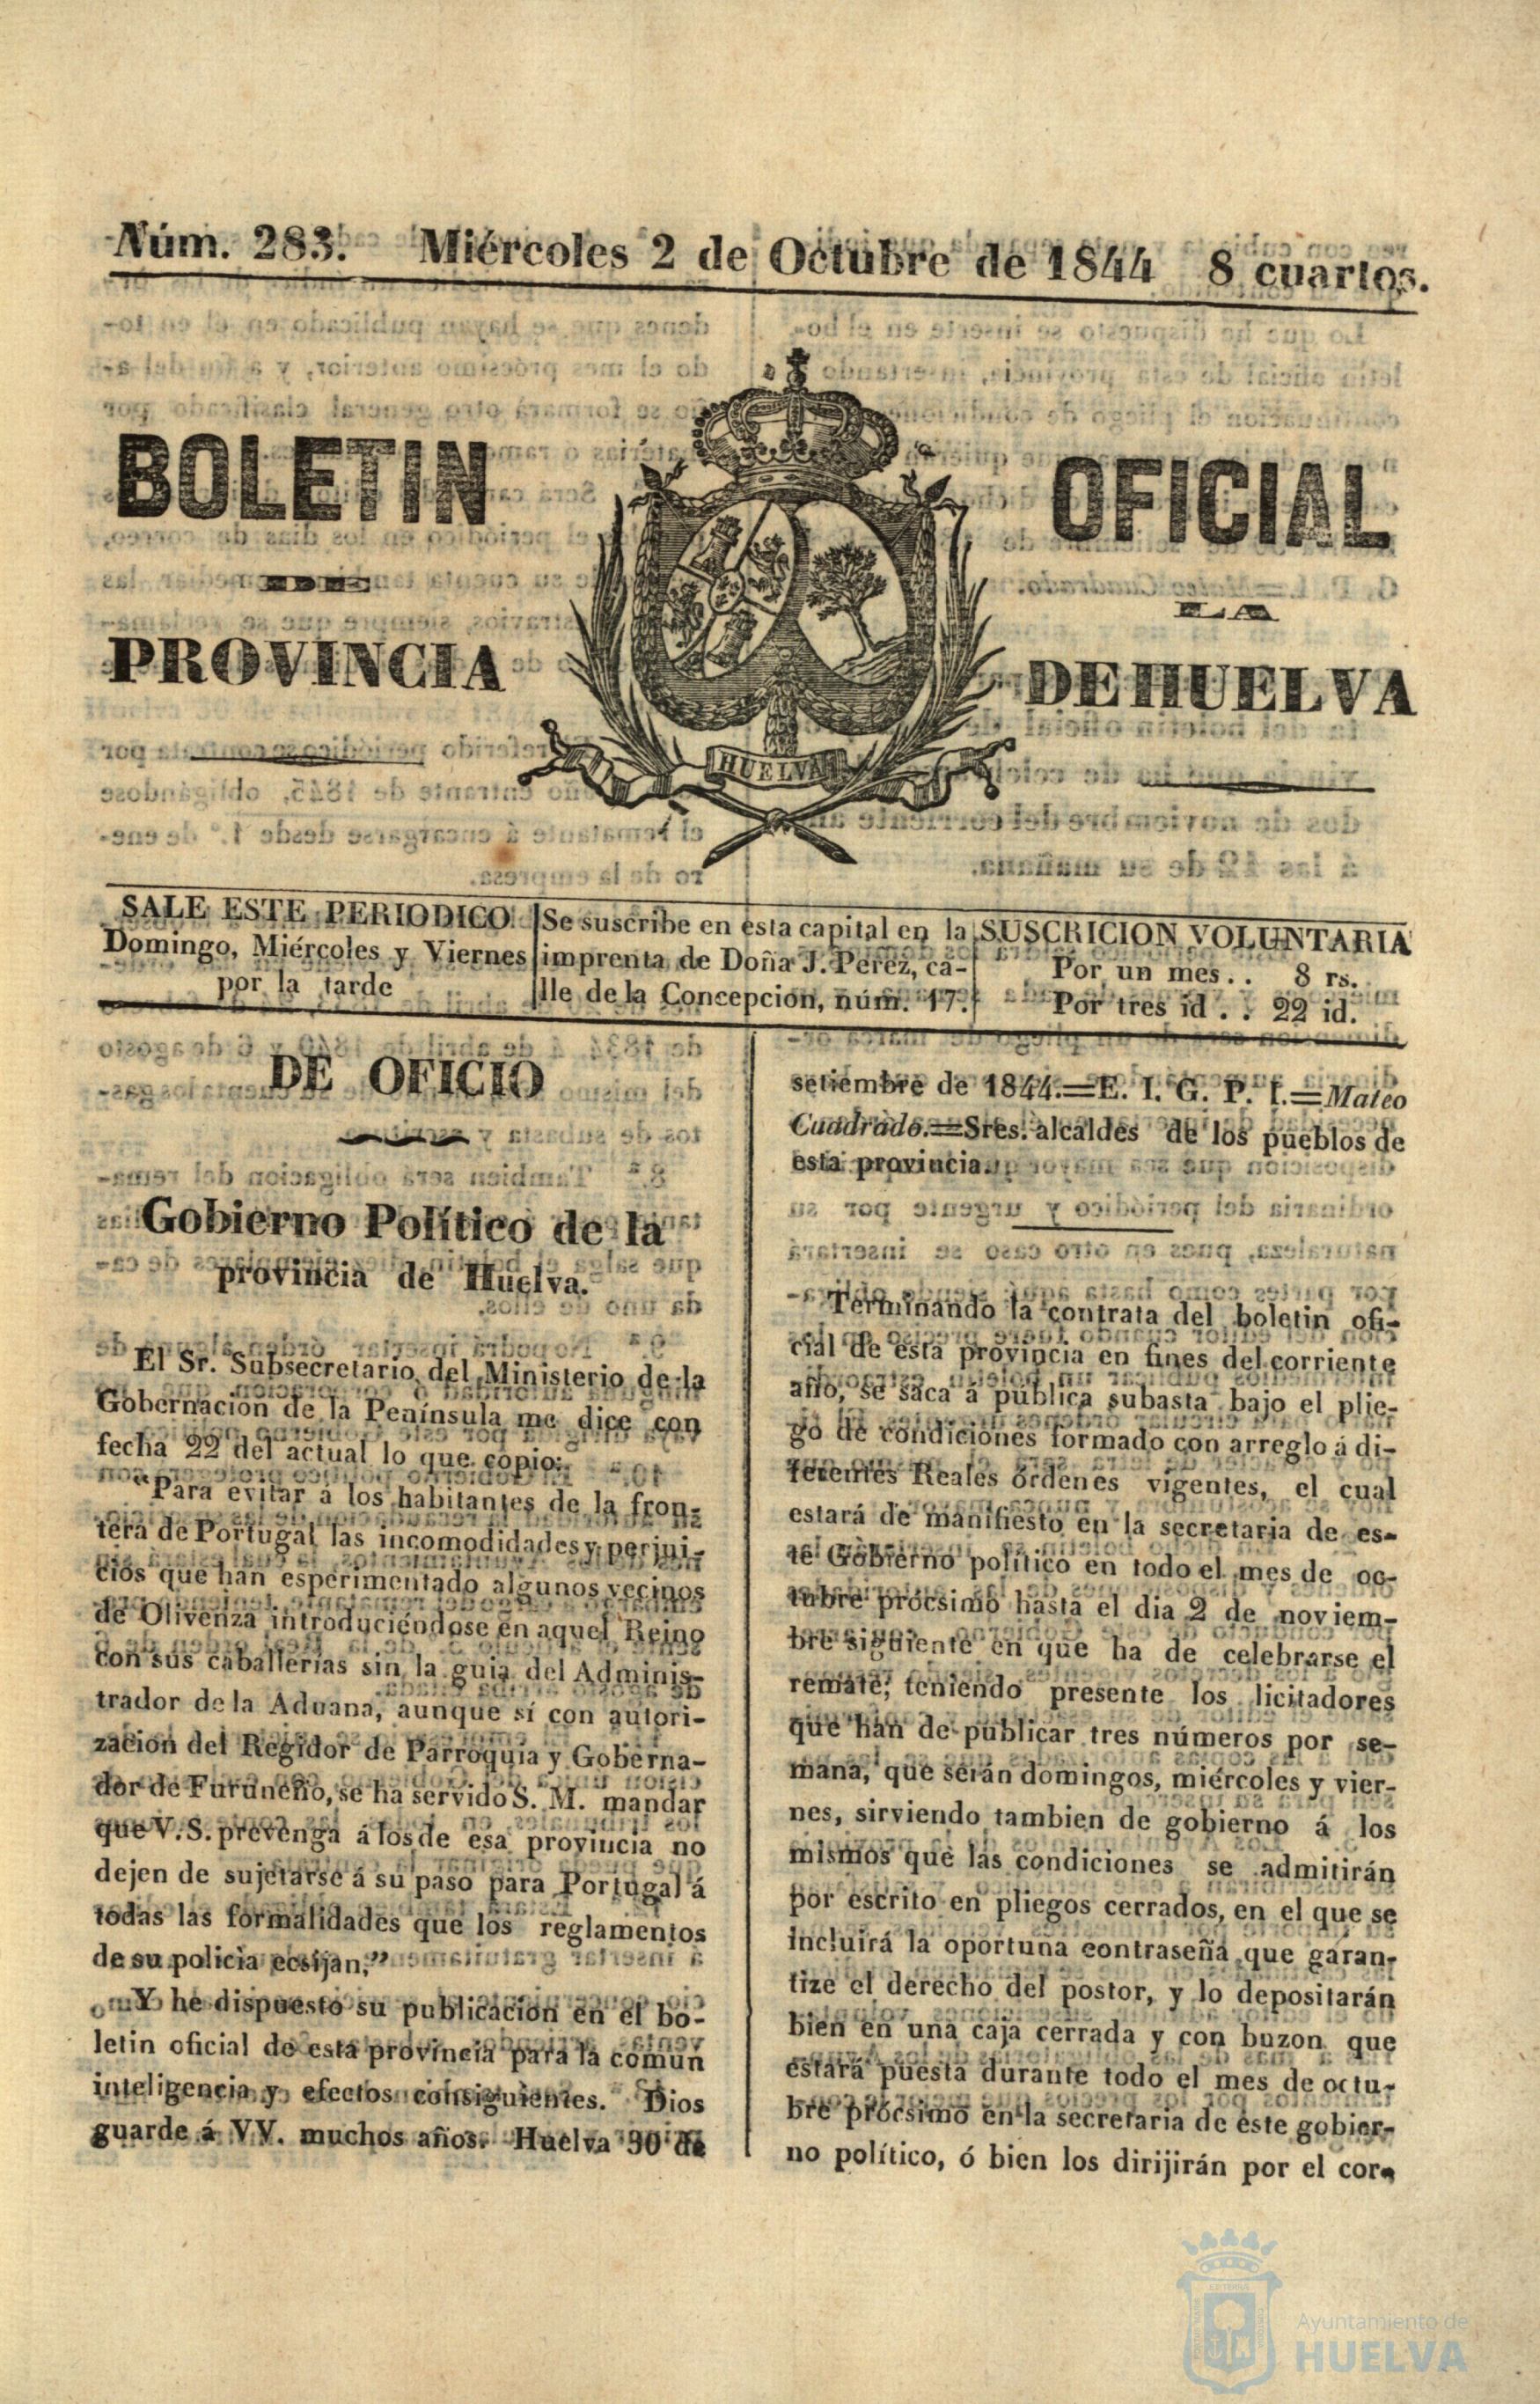 Núm. 283. Miércoles 2 de Octubre de 1844 8 cuartos.
BOLETIN OFICIAL
DE LA
PROVINCIA DE HUELVA
HUELVA
SALE ESTE PERIODICO
Domingo, Miércoles y Viernes
por la tarde
Se suscribe en esta capital en la
imprenta de Doña J. Perez, ca-
lle de la Concepcion, núm. 17.
SUSCRICION VOLUNTARIA
Por un mes.. 8 rs.
Por tres id.. 22 id.
DE OFICIO
Gobierno Político de la
provincia de Huelva.
El Sr. Subsecretario del Ministerio de la
Gobernacion de la Península me dice con
fecha 22 del actual lo que copio:
"Para evitar á los habitantes de la fron-
tera de Portugal las incomodidades y perjui-
cios que han esperimentado algunos vecinos
de Olivenza introduciéndose en aquel Reino
con sus caballerías sin la guia del Adminis-
trador de la Aduana, aunque sí con autori-
zacion del Regidor de Parroquia y Goberna-
dor de Furuneño, se ha servido S. M. mandar
que V. S. prevenga á los de esa provincia no
dejen de sujetarse á su paso para Portugal á
todas las formalidades que los reglamentos
de su policia ecsijan."
Y he dispuesto su publicacion en el bo-
letin oficial de esta provincia para la comun
inteligencia y efectos consiguientes. Dios
guarde á VV. muchos años. Huelva 30 de
setiembre de 1844.=E. I. G. P. I.=Mateo
Cuadrado.=Sres. alcaldes de los pueblos de
esta provincia.
Terminando la contrata del boletin ofi-
cial de esta provincia en fines del corriente
año, se saca á pública subasta bajo el plie-
go de condiciones formado con arreglo á di-
ferentes Reales órdenes vigentes, el cual
estará de manifiesto en la secretaria de es-
te Gobierno político en todo el mes de oc-
tubre prócsimo hasta el dia 2 de noviem-
bre siguiente en que ha de celebrarse el
remate; teniendo presente los licitadores
que han de publicar tres números por se-
mana, que serán domingos, miércoles y vier-
nes, sirviendo tambien de gobierno á los
mismos que las condiciones se admitirán
por escrito en pliegos cerrados, en el que se
incluirá la oportuna contraseña que garan-
tize el derecho del postor, y lo depositarán
bien en una caja cerrada y con buzon que
estará puesta durante todo el mes de octu-
bre prócsimo en la secretaria de este gobier-
no político, ó bien los dirijirán por el cor-
Ayuntamiento de
HUELVA